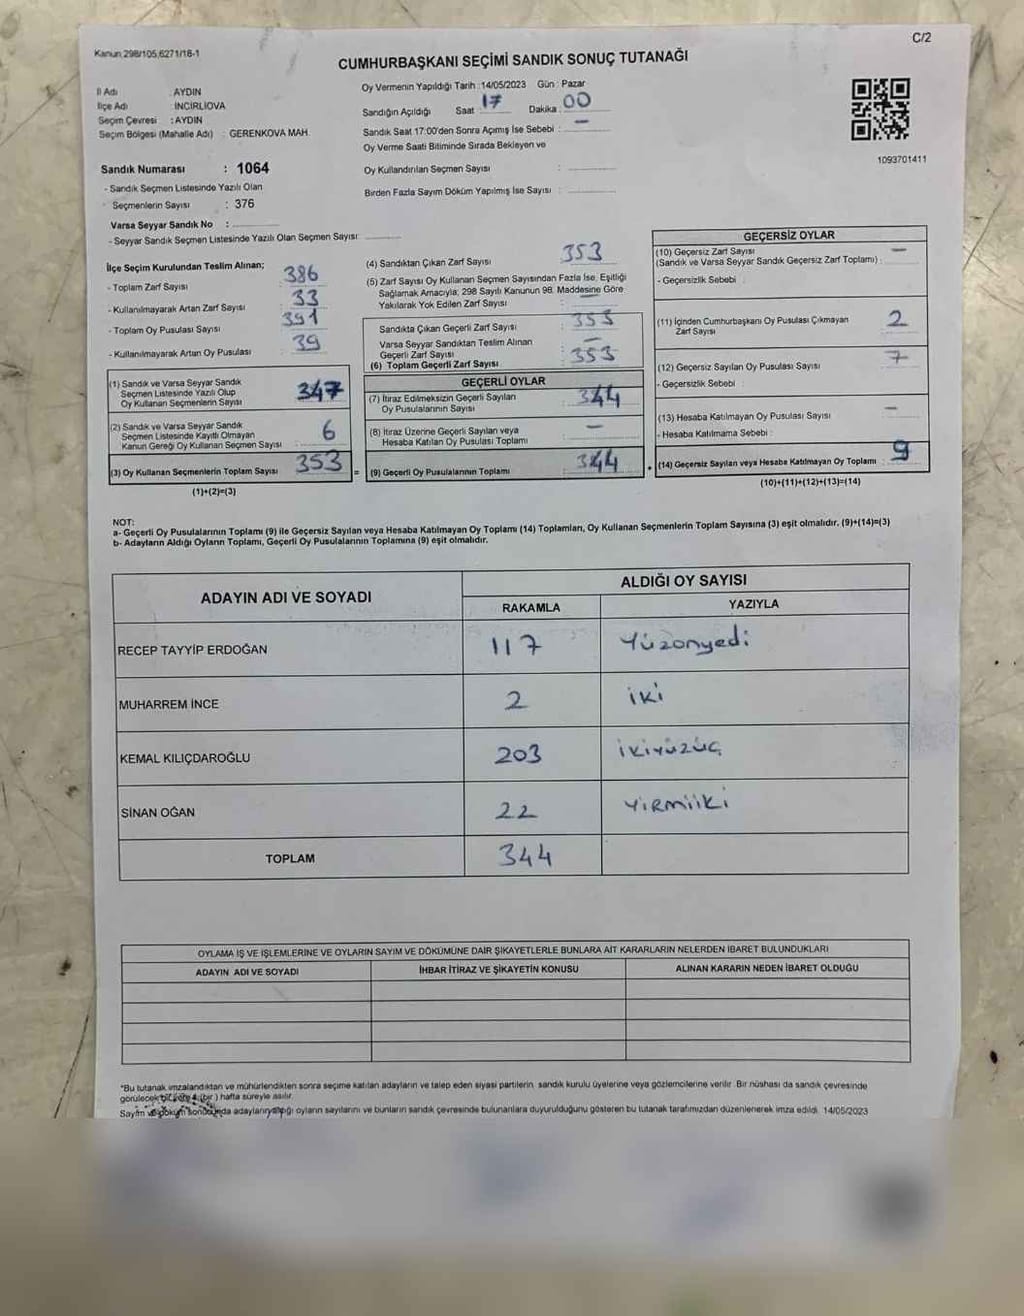 C/2
Kanun 298/105,6271/18-1
CUMHURBAŞKANI SEÇİMİ SANDIK SONUÇ TUTANAĞI
İl Adı : AYDIN
İlçe Adı : İNCİRLİOVA
Seçim Çevresi : AYDIN
Seçim Bölgesi (Mahalle Adı) : GERENKOVA MAH.
Sandık Numarası : 1064
- Sandık Seçmen Listesinde Yazılı Olan
Seçmenlerin Sayısı : 376
Varsa Seyyar Sandık No :
- Seyyar Sandık Seçmen Listesinde Yazılı Olan Seçmen Sayısı:
Oy Vermenin Yapıldığı Tarih : 14/05/2023 Gün : Pazar
Sandığın Açıldığı Saat : 17 Dakika : 00
Sandık Saat 17:00'den Sonra Açılmış İse Sebebi : -
Oy Verme Saati Bitiminde Sırada Bekleyen ve
Oy Kullandırılan Seçmen Sayısı :
Birden Fazla Sayım Döküm Yapılmış İse Sayısı :
1093701411
İlçe Seçim Kurulundan Teslim Alınan;
- Toplam Zarf Sayısı 386
- Kullanılmayarak Artan Zarf Sayısı 33
- Toplam Oy Pusulası Sayısı 391
- Kullanılmayarak Artan Oy Pusulası 39
(1) Sandık ve Varsa Seyyar Sandık
Seçmen Listesinde Yazılı Olup
Oy Kullanan Seçmenlerin Sayısı 347
(2) Sandık ve Varsa Seyyar Sandık
Seçmen Listesinde Kayıtlı Olmayan
Kanun Gereği Oy Kullanan Seçmen Sayısı 6
(3) Oy Kullanan Seçmenlerin Toplam Sayısı 353 =
(1)+(2)=(3)
(4) Sandıktan Çıkan Zarf Sayısı 353
(5) Zarf Sayısı Oy Kullanan Seçmen Sayısından Fazla İse, Eşitliği
Sağlamak Amacıyla; 298 Sayılı Kanunun 98. Maddesine Göre
Yakılarak Yok Edilen Zarf Sayısı : -
Sandıkta Çıkan Geçerli Zarf Sayısı : 353
Varsa Seyyar Sandıktan Teslim Alınan
Geçerli Zarf Sayısı : -
(6) Toplam Geçerli Zarf Sayısı : 353
GEÇERLİ OYLAR
(7) İtiraz Edilmeksizin Geçerli Sayılan
Oy Pusulalarının Sayısı : 344
(8) İtiraz Üzerine Geçerli Sayılan veya
Hesaba Katılan Oy Pusulası Toplamı : -
(9) Geçerli Oy Pusulalarının Toplamı : 344
GEÇERSİZ OYLAR
(10) Geçersiz Zarf Sayısı
(Sandık ve Varsa Seyyar Sandık Geçersiz Zarf Toplamı) : -
- Geçersizlik Sebebi :
(11) İçinden Cumhurbaşkanı Oy Pusulası Çıkmayan
Zarf Sayısı : 2
(12) Geçersiz Sayılan Oy Pusulası Sayısı : 7
- Geçersizlik Sebebi :
(13) Hesaba Katılmayan Oy Pusulası Sayısı : -
- Hesaba Katılmama Sebebi :
(14) Geçersiz Sayılan veya Hesaba Katılmayan Oy Toplamı : 9
(10)+(11)+(12)+(13)=(14)
NOT:
a- Geçerli Oy Pusulalarının Toplamı (9) ile Geçersiz Sayılan veya Hesaba Katılmayan Oy Toplamı (14) Toplamları, Oy Kullanan Seçmenlerin Toplam Sayısına (3) eşit olmalıdır. (9)+(14)=(3)
b- Adayların Aldığı Oyların Toplamı, Geçerli Oy Pusulalarının Toplamına (9) eşit olmalıdır.
ADAYIN ADI VE SOYADI
ALDIĞI OY SAYISI
RAKAMLA YAZIYLA
RECEP TAYYİP ERDOĞAN 117 Yüzonyedi
MUHARREM İNCE 2 iki
KEMAL KILIÇDAROĞLU 203 ikiyüzüç
SİNAN OĞAN 22 YİRMİİKİ
TOPLAM 344
OYLAMA İŞ VE İŞLEMLERİNE VE OYLARIN SAYIM VE DÖKÜMÜNE DAİR ŞİKAYETLERLE BUNLARA AİT KARARLARIN NELERDEN İBARET BULUNDUKLARI
ADAYIN ADI VE SOYADI İHBAR İTİRAZ VE ŞİKAYETİN KONUSU ALINAN KARARIN NEDEN İBARET OLDUĞU
*Bu tutanak imzalandıktan ve mühürlendikten sonra seçime katılan adayların ve talep eden siyasi partilerin, sandık kurulu üyelerine veya gözlemcilerine verilir. Bir nüshası da sandık çevresinde
görülecek bir yere 1 (bir) hafta süreyle asılır.
Sayım ve döküm sonucunda adayların aldığı oyların sayılarını ve bunların sandık çevresinde bulunanlara duyurulduğunu gösteren bu tutanak tarafımızdan düzenlenerek imza edildi. 14/05/2023